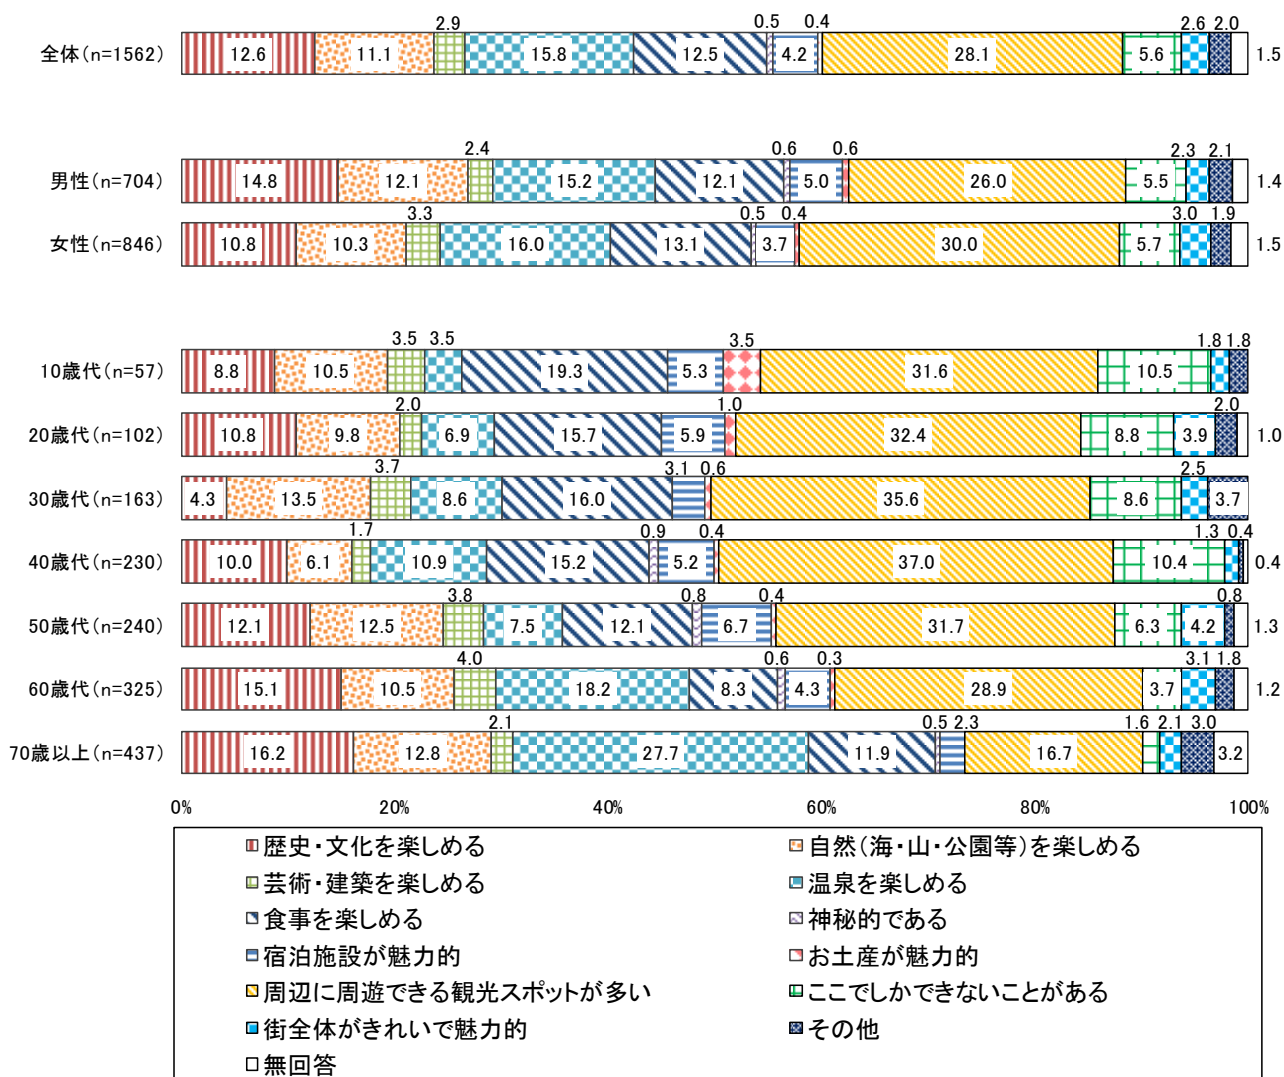 2.9 0.5 0.4 2.6 2.0
全体(n=1562) 12.6 11.1 15.8 12.5 4.2 28.1 5.6 1.5
2.4 0.6 0.6 2.3 2.1
男性(n=704) 14.8 12.1 15.2 12.1 5.0 26.0 5.5 1.4
3.3 0.5 0.4 3.0 1.9
女性(n=846) 10.8 10.3 16.0 13.1 3.7 30.0 5.7 1.5
3.5 3.5 3.5 1.8 1.8
10歳代(n=57) 8.8 10.5 19.3 5.3 31.6 10.5
2.0 1.0 2.0
20歳代(n=102) 10.8 9.8 6.9 15.7 5.9 32.4 8.8 3.9 1.0
3.7 3.1 0.6 2.5
30歳代(n=163) 4.3 13.5 8.6 16.0 35.6 8.6 3.7
1.7 0.9 0.4 1.3 0.4
40歳代(n=230) 10.0 6.1 10.9 15.2 5.2 37.0 10.4 0.4
3.8 0.8 0.4 0.8
50歳代(n=240) 12.1 12.5 7.5 12.1 6.7 31.7 6.3 4.2 1.3
4.0 0.6 0.3 3.1 1.8
60歳代(n=325) 15.1 10.5 18.2 8.3 4.3 28.9 3.7 1.2
2.1 0.5 2.3 1.6 2.1 3.0
70歳以上(n=437) 16.2 12.8 27.7 11.9 16.7 3.2
0% 20% 40% 60% 80% 100%
歴史・文化を楽しめる 自然(海・山・公園等)を楽しめる
芸術・建築を楽しめる 温泉を楽しめる
食事を楽しめる 神秘的である
宿泊施設が魅力的 お土産が魅力的
周辺に周遊できる観光スポットが多い ここでしかできないことがある
街全体がきれいで魅力的 その他
無回答